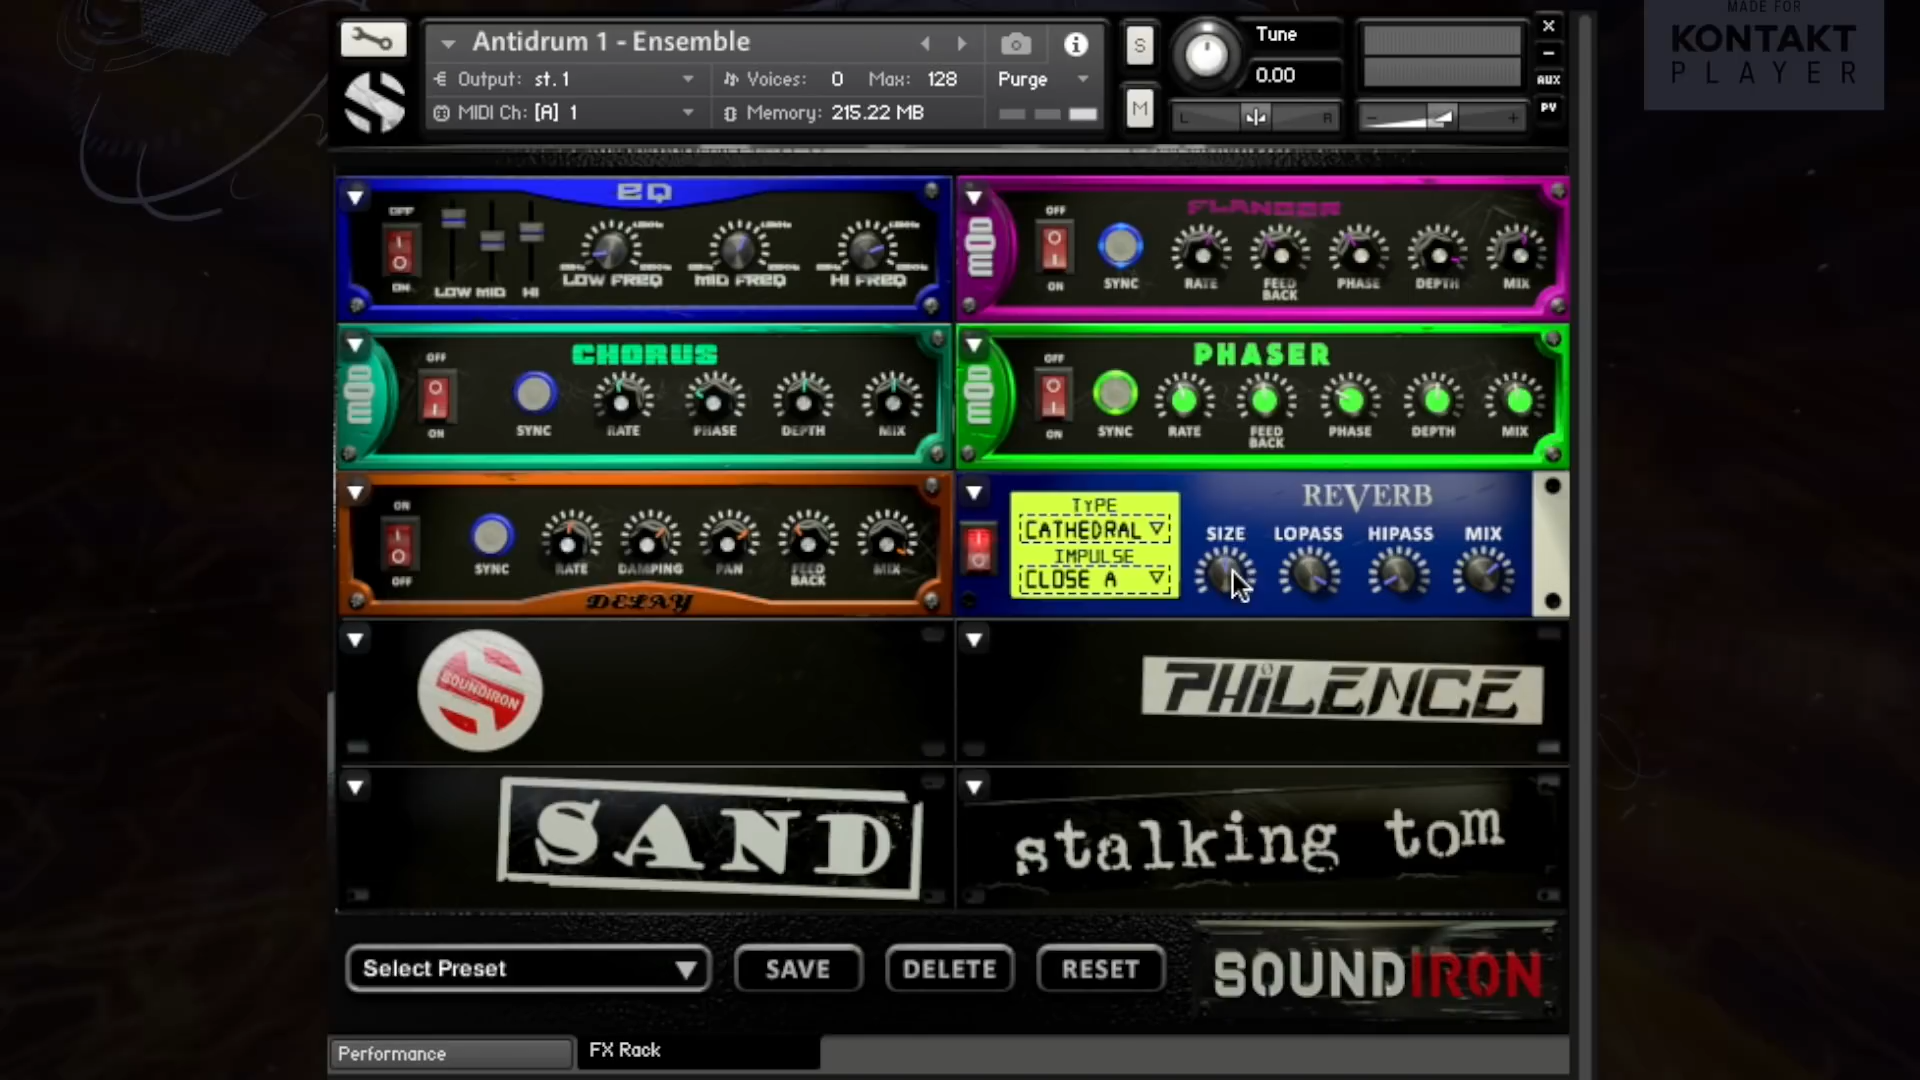 MADE FOR
KONTAKT
PLAYER
Antidrum 1 - Ensemble
Output: st. 1
Voices: 0 Max: 128
Purge
MIDI Ch: [A] 1
Memory: 215.22 MB
S
M
Tune
0.00
L R
- +
×
-
AUX
PV
EQ
OFF
ON
LOW MID HI
LOW FREQ
MID FREQ
HI FREQ
MOD
FLANGER
OFF
ON
SYNC
RATE
FEED
BACK
PHASE
DEPTH
MIX
MOD
CHORUS
OFF
ON
SYNC
RATE
PHASE
DEPTH
MIX
MOD
PHASER
OFF
ON
SYNC
RATE
FEED
BACK
PHASE
DEPTH
MIX
ON
OFF
SYNC
RATE
DAMPING
PAN
FEED
BACK
MIX
DELAY
TYPE
CATHEDRAL
IMPULSE
CLOSE A
REVERB
SIZE
LOPASS
HIPASS
MIX
SOUNDIRON
PHiLENCE
SAND
stalking tom
Select Preset
SAVE
DELETE
RESET
SOUNDIRON
Performance
FX Rack